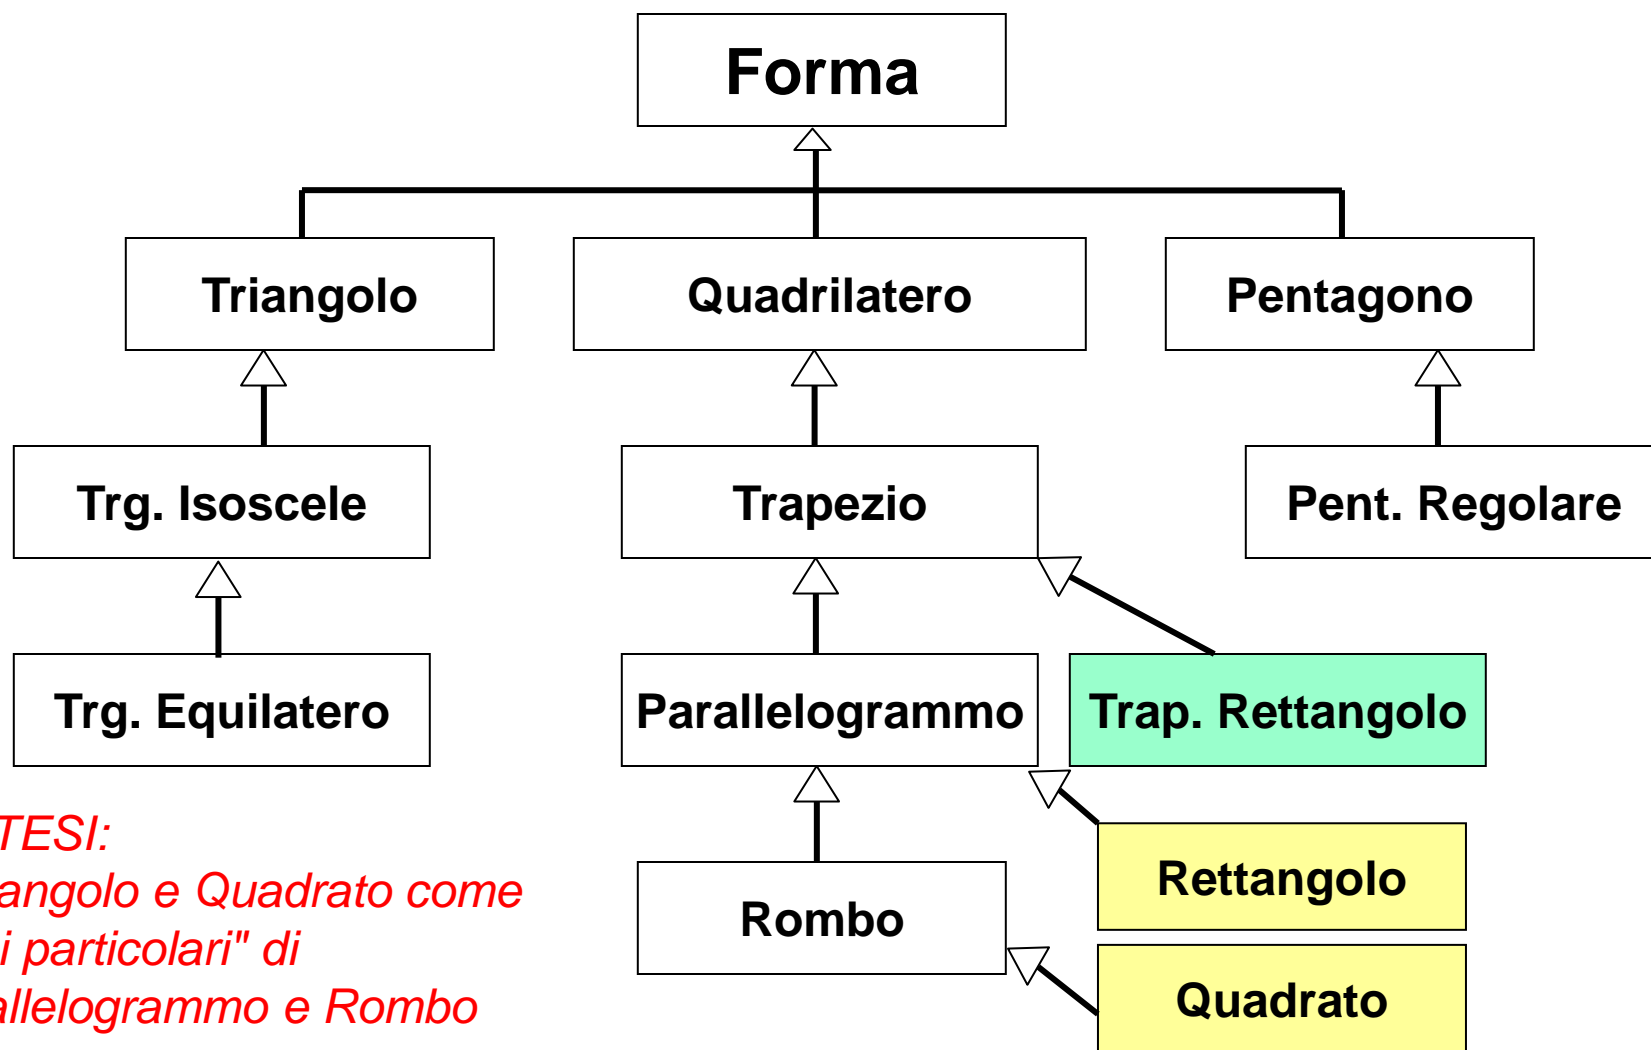 Forma
Triangolo
Quadrilatero
Pentagono
Trg. Isoscele
Trapezio
Pent. Regolare
Trg. Equilatero
Parallelogrammo
Trap. Rettangolo
Rettangolo
Rombo
Quadrato
TESI:
angolo e Quadrato come
i particolari" di
allelogrammo e Rombo